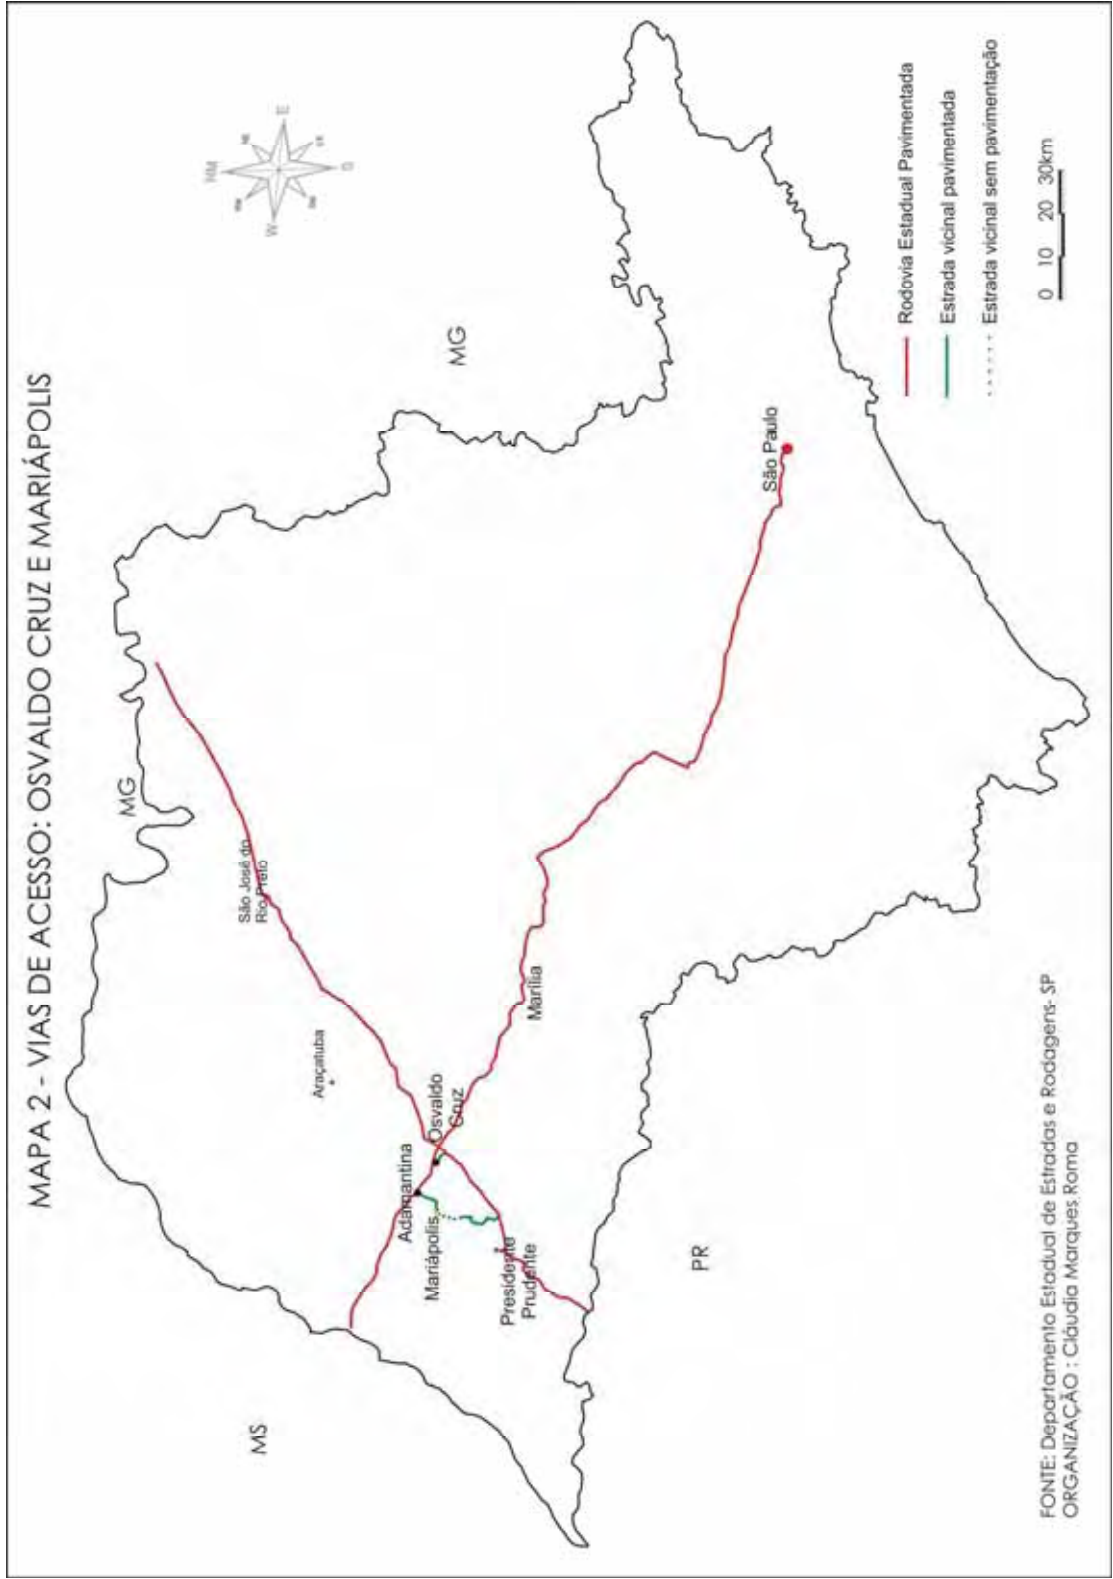 MAPA 2 - VIAS DE ACESSO: OSVALDO CRUZ E MARIÁPOLIS
MG
MG
MS
PR
W
E
São José do
Rio Preto
Araçatuba
Adamantina
Osvaldo
Cruz
Mariápolis
Marília
Presidente
Prudente
São Paulo
Rodovia Estadual Pavimentada
Estrada vicinal pavimentada
Estrada vicinal sem pavimentação
0 10 20 30km
FONTE: Departamento Estadual de Estradas e Rodagens- SP
ORGANIZAÇÃO : Cláudia Marques Roma